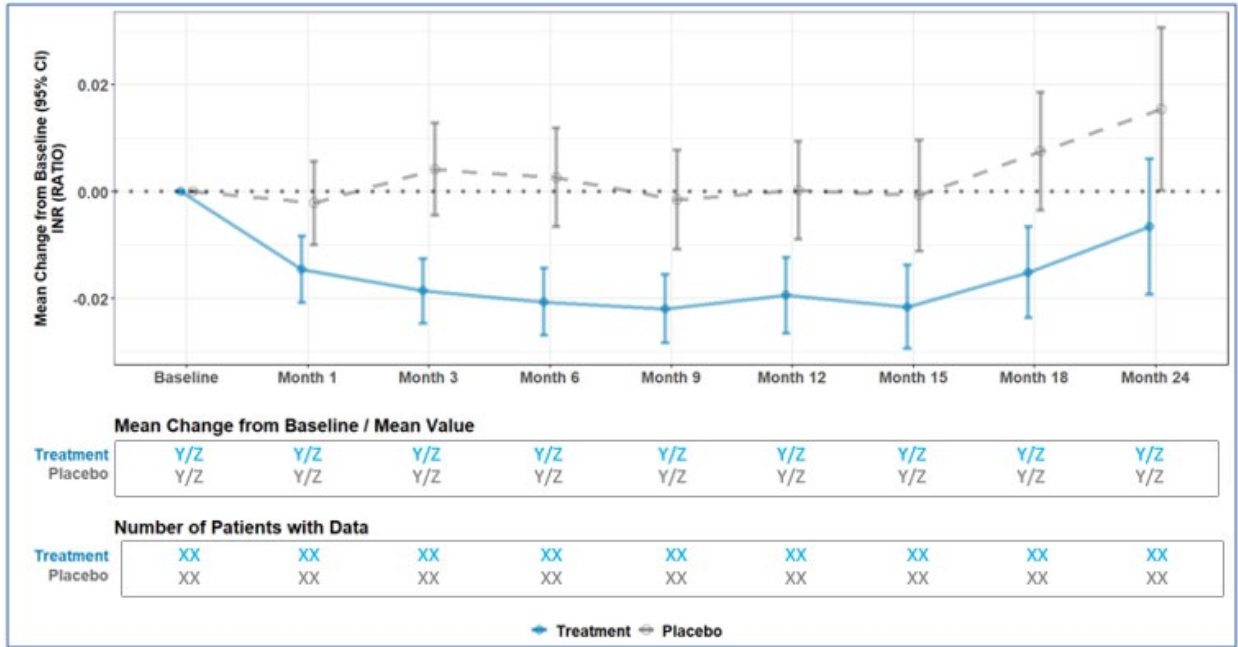 Mean Change from Baseline (95% CI)
INR (RATIO)
0.02
0.00
-0.02
Baseline Month 1 Month 3 Month 6 Month 9 Month 12 Month 15 Month 18 Month 24
Mean Change from Baseline / Mean Value
Treatment Y/Z Y/Z Y/Z Y/Z Y/Z Y/Z Y/Z Y/Z Y/Z
Placebo Y/Z Y/Z Y/Z Y/Z Y/Z Y/Z Y/Z Y/Z Y/Z
Number of Patients with Data
Treatment XX XX XX XX XX XX XX XX XX
Placebo XX XX XX XX XX XX XX XX XX
Treatment Placebo